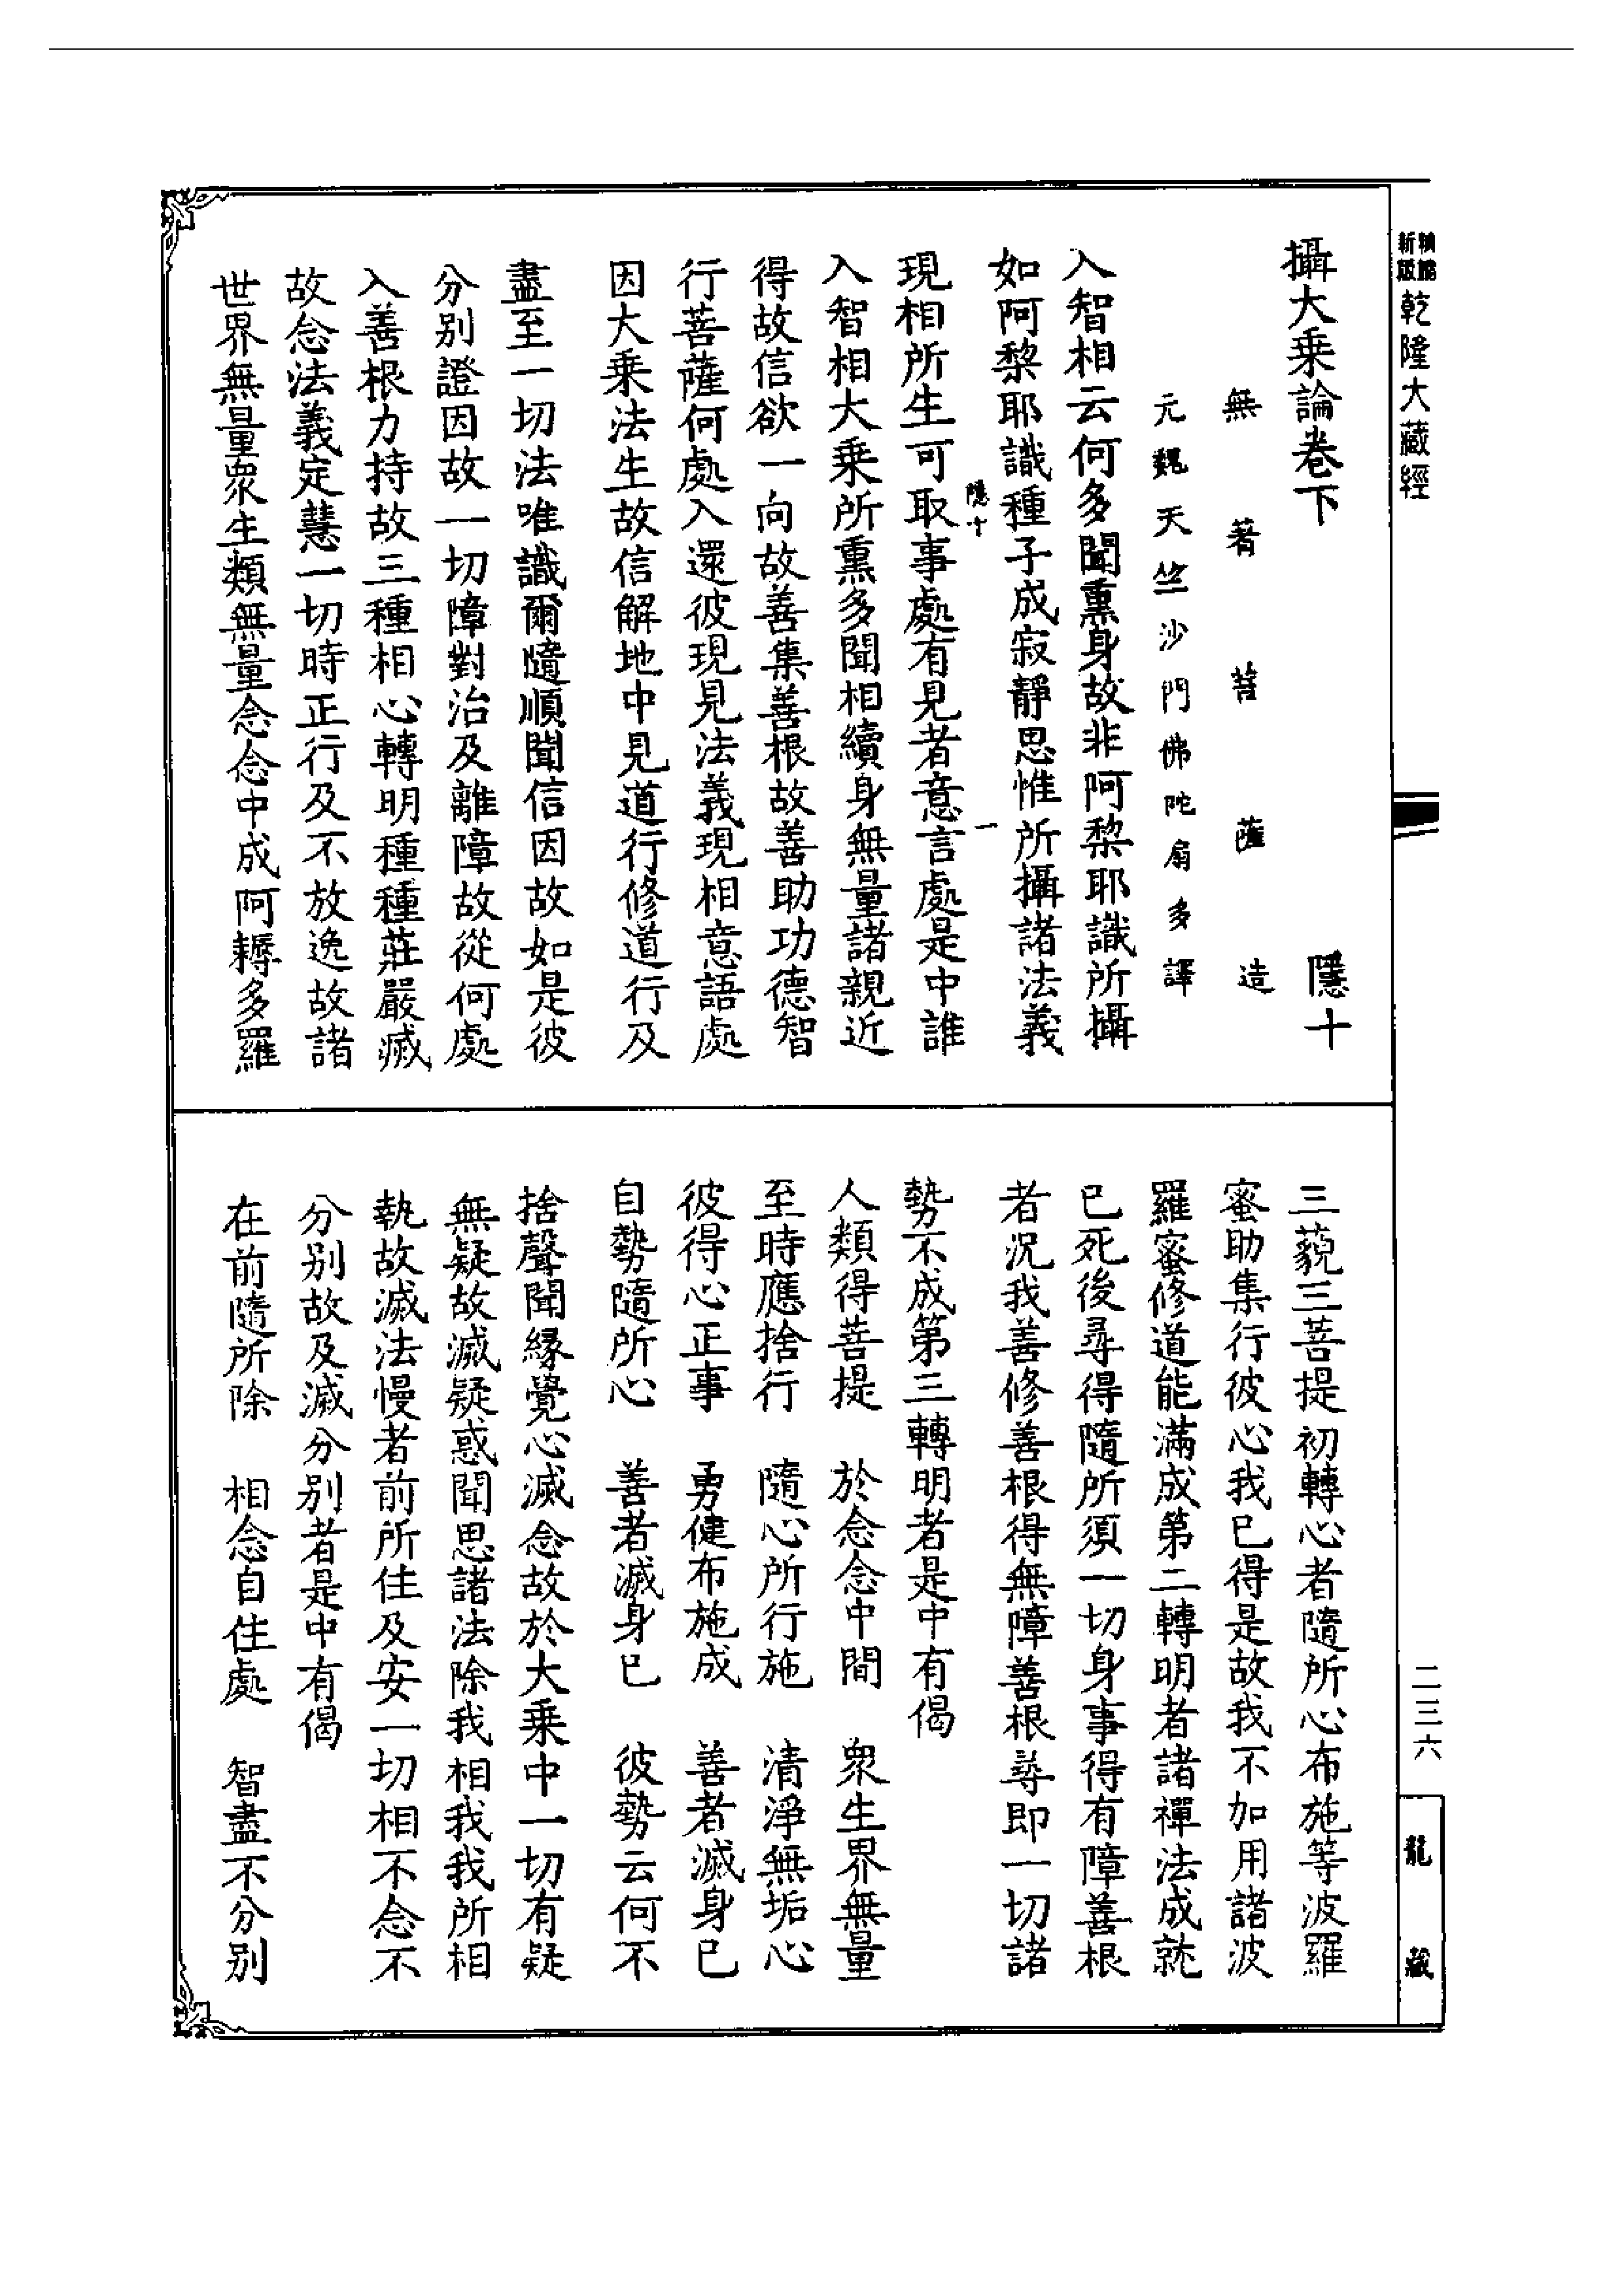 乾隆大藏經
攝大乘論卷下 隱十
無著菩薩造
元魏天竺沙門佛陀扇多譯
入智相云何多聞熏身故非阿黎耶識所攝
如阿黎耶識種子成寂靜思惟所攝諸法義
隱十 一
現相所生可取事處有見者意言處是中誰
入智相大乘所熏多聞相續身無量諸親近
得故信欲一向故善集善根故善助功德智
行菩薩何處入還彼現見法義現相意語處
因大乘法生故信解地中見道行修道行及
盡至一切法唯識爾隨順聞信因故如是彼
分別證因故一切障對治及離障故從何處
入善根力持故三種相心轉明種種莊嚴滅
故念法義定慧一切時正行及不放逸故諸
世界無量眾生類無量念念中成阿耨多羅
三藐三菩提初轉心者隨所心布施等波羅
蜜助集行彼心我已得是故我不加用諸波
羅蜜修道能滿成第二轉明者諸禪法成就
已死後尋得隨所須一切身事得有障善根
者況我善修善根得無障善根尋即一切諸
勢不成第三轉明者是中有偈
人類得菩提 於念念中間 眾生界無量
至時應捨行 隨心所行施 清淨無垢心
彼得心正事 勇健布施成 善者滅身已
自勢隨所心 善者滅身已 彼勢云何不
捨聲聞緣覺心滅念故於大乘中一切有疑
無疑故滅疑惑聞思諸法除我相我我所相
執故滅法慢者前所住及安一切相不念不
分別故及滅分別者是中有偈
在前隨所除 相念自住處 智盡不分別
二三六
龍藏